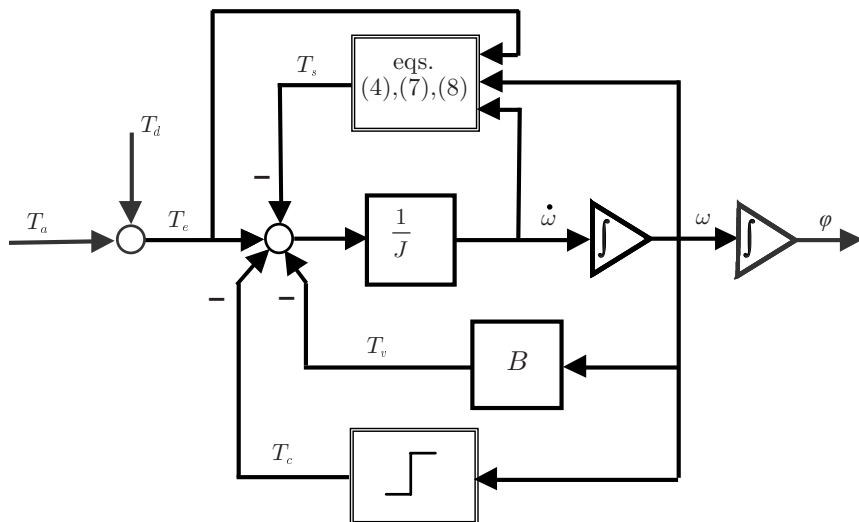 eqs.
(4),(7),(8)
T_s
T_d
T_a
T_e
1
J
ω̇
∫
ω
∫
φ
T_v
B
T_c